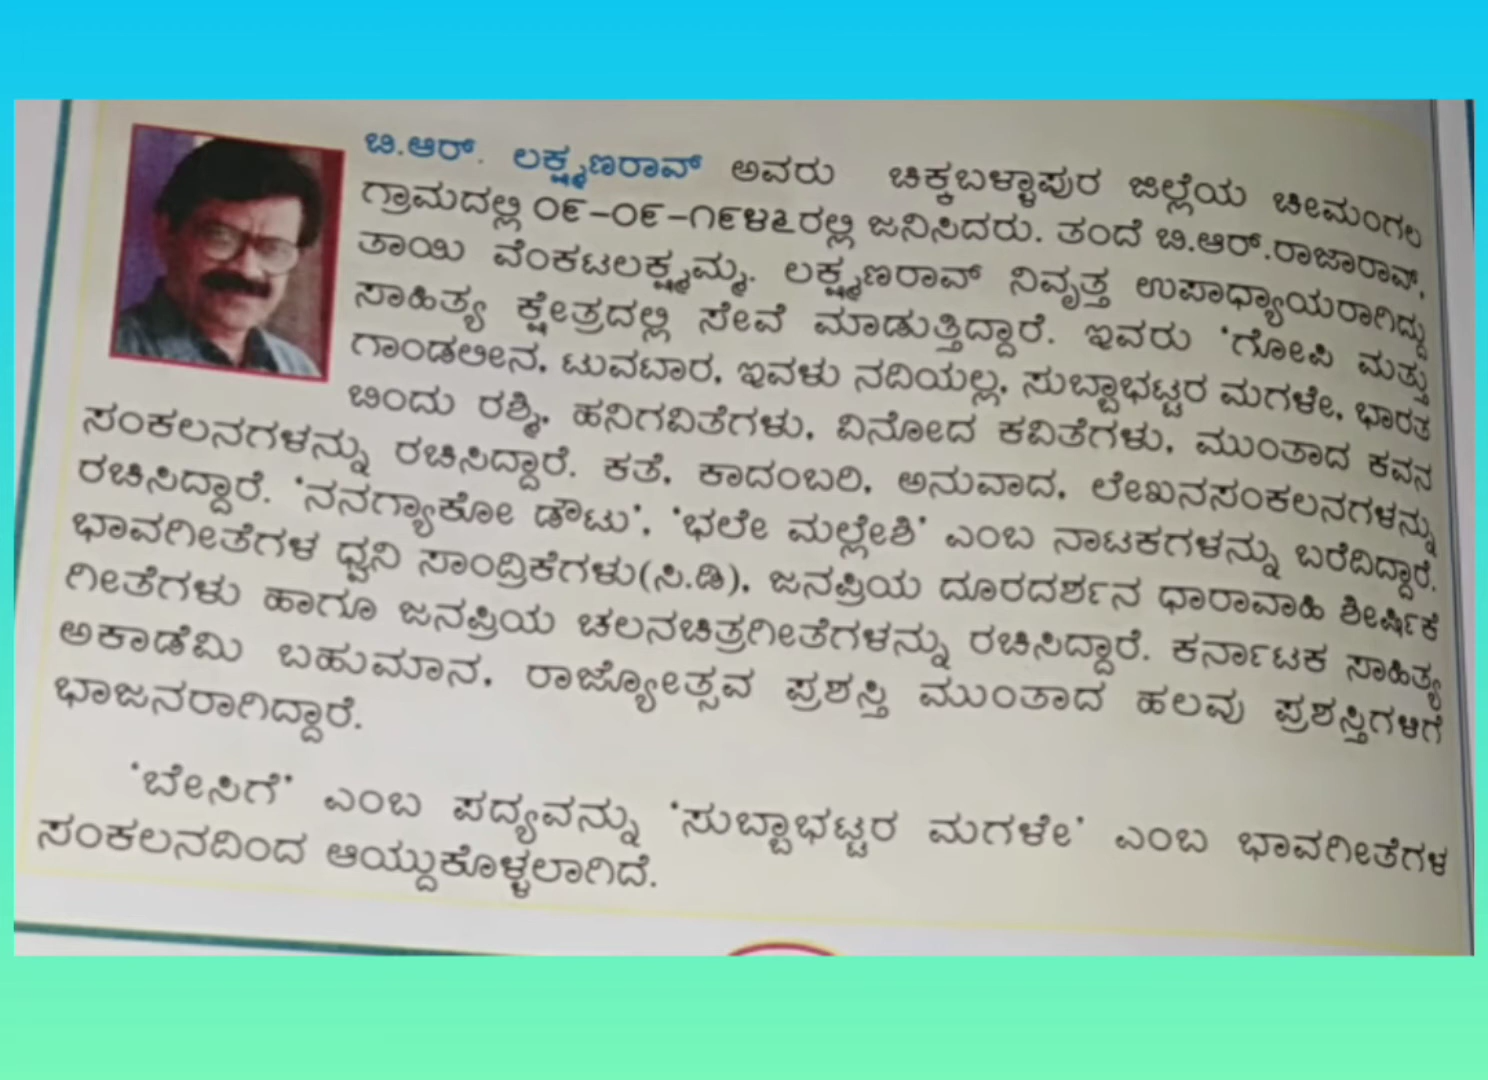 ಬಿ.ಆರ್. ಲಕ್ಷ್ಮಣರಾವ್ ಅವರು ಚಿಕ್ಕಬಳ್ಳಾಪುರ ಜಿಲ್ಲೆಯ ಚೀಮಂಗಲ
ಗ್ರಾಮದಲ್ಲಿ ೦೯-೦೯-೧೯೪೬ರಲ್ಲಿ ಜನಿಸಿದರು. ತಂದೆ ಬಿ.ಆರ್.ರಾಜಾರಾವ್,
ತಾಯಿ ವೆಂಕಟಲಕ್ಷ್ಮಮ್ಮ. ಲಕ್ಷ್ಮಣರಾವ್ ನಿವೃತ್ತ ಉಪಾಧ್ಯಾಯರಾಗಿದ್ದು
ಸಾಹಿತ್ಯ ಕ್ಷೇತ್ರದಲ್ಲಿ ಸೇವೆ ಮಾಡುತ್ತಿದ್ದಾರೆ. ಇವರು 'ಗೋಪಿ ಮತ್ತು
ಗಾಂಡಲೀನ, ಟುವಟಾರ, ಇವಳು ನದಿಯಲ್ಲ, ಸುಬ್ಬಾಭಟ್ಟರ ಮಗಳೇ, ಭಾರತ
ಬಿಂದು ರಶ್ಮಿ, ಹನಿಗವಿತೆಗಳು, ವಿನೋದ ಕವಿತೆಗಳು, ಮುಂತಾದ ಕವನ
ಸಂಕಲನಗಳನ್ನು ರಚಿಸಿದ್ದಾರೆ. ಕತೆ, ಕಾದಂಬರಿ, ಅನುವಾದ, ಲೇಖನಸಂಕಲನಗಳನ್ನು
ರಚಿಸಿದ್ದಾರೆ. 'ನನಗ್ಯಾಕೋ ಡೌಟು', 'ಭಲೇ ಮಲ್ಲೇಶಿ' ಎಂಬ ನಾಟಕಗಳನ್ನು ಬರೆದಿದ್ದಾರೆ.
ಭಾವಗೀತೆಗಳ ಧ್ವನಿ ಸಾಂದ್ರಿಕೆಗಳು(ಸಿ.ಡಿ), ಜನಪ್ರಿಯ ದೂರದರ್ಶನ ಧಾರಾವಾಹಿ ಶೀರ್ಷಿಕೆ
ಗೀತೆಗಳು ಹಾಗೂ ಜನಪ್ರಿಯ ಚಲನಚಿತ್ರಗೀತೆಗಳನ್ನು ರಚಿಸಿದ್ದಾರೆ. ಕರ್ನಾಟಕ ಸಾಹಿತ್ಯ
ಅಕಾಡೆಮಿ ಬಹುಮಾನ, ರಾಜ್ಯೋತ್ಸವ ಪ್ರಶಸ್ತಿ ಮುಂತಾದ ಹಲವು ಪ್ರಶಸ್ತಿಗಳಿಗೆ
ಭಾಜನರಾಗಿದ್ದಾರೆ.
'ಬೇಸಿಗೆ' ಎಂಬ ಪದ್ಯವನ್ನು 'ಸುಬ್ಬಾಭಟ್ಟರ ಮಗಳೇ' ಎಂಬ ಭಾವಗೀತೆಗಳ
ಸಂಕಲನದಿಂದ ಆಯ್ದುಕೊಳ್ಳಲಾಗಿದೆ.